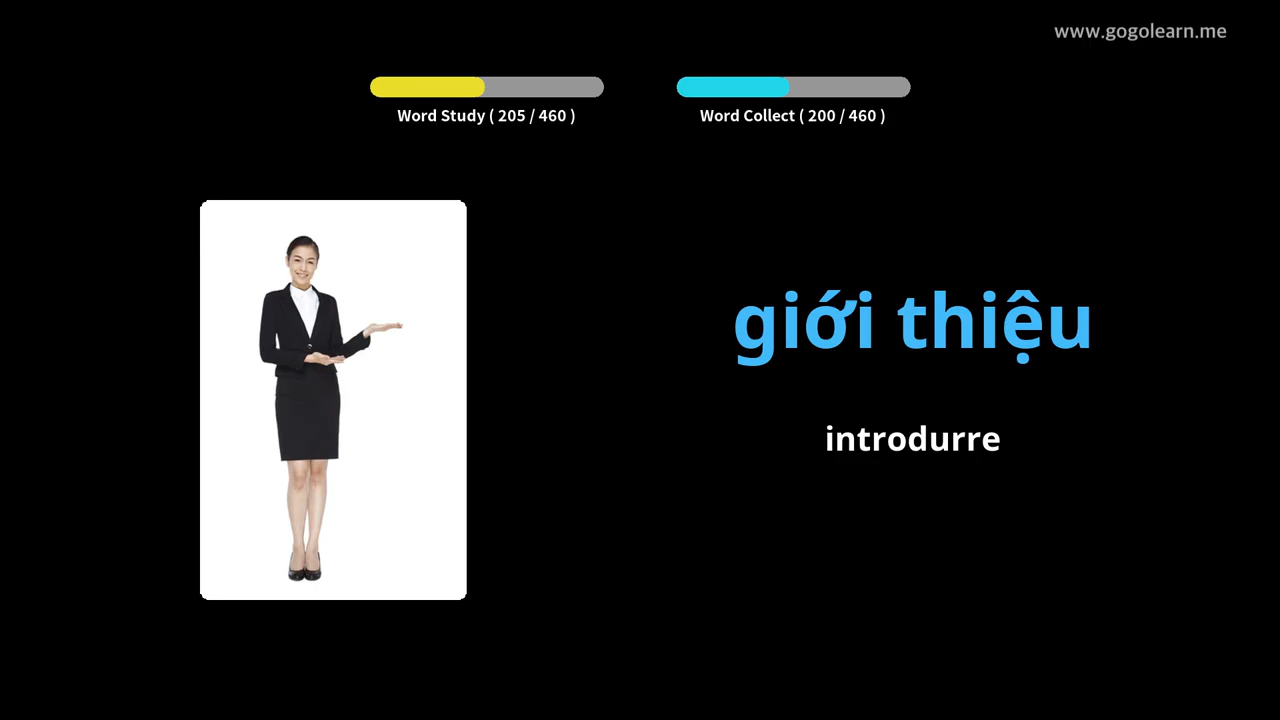 www.gogolearn.me
Word Study ( 205 / 460 )
Word Collect ( 200 / 460 )
giới thiệu
introdurre